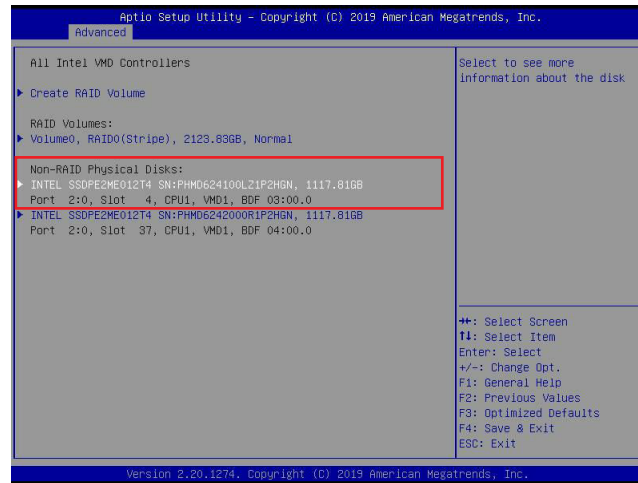 Aptio Setup Utility – Copyright (C) 2019 American Megatrends, Inc.
Advanced
All Intel VMD Controllers
Create RAID Volume
RAID Volumes:
Volume0, RAID0(Stripe), 2123.83GB, Normal
Non-RAID Physical Disks:
INTEL SSDPE2ME012T4 SN:PHMD624100LZ1P2HGN, 1117.81GB
Port 2:0, Slot 4, CPU1, VMD1, BDF 03:00.0
INTEL SSDPE2ME012T4 SN:PHMD6242000R1P2HGN, 1117.81GB
Port 2:0, Slot 37, CPU1, VMD1, BDF 04:00.0
Select to see more
information about the disk
→←: Select Screen
↑↓: Select Item
Enter: Select
+/-: Change Opt.
F1: General Help
F2: Previous Values
F3: Optimized Defaults
F4: Save & Exit
ESC: Exit
Version 2.20.1274. Copyright (C) 2019 American Megatrends, Inc.